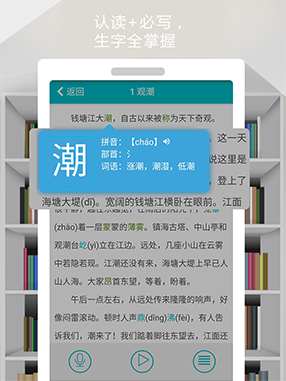 认读+必写，
生字全掌握
返回
1 观潮
钱塘江大潮，自古以来被称为天下奇观。
这一天
说这里是
登上了
潮
拼音：【cháo】
部首：氵
词语：涨潮，潮湿，低潮
海塘大堤(dī)。宽阔的钱塘江横卧在眼前。江面
(zhào)着一层蒙蒙的薄雾。镇海古塔、中山亭和
观潮台屹(yì)立在江边。远处，几座小山在云雾
中若隐若现。江潮还没有来，海塘大堤上早已人
山人海。大家昂首东望，等着，盼着。
午后一点左右，从远处传来隆隆的响声，好
像闷雷滚动。顿时人声鼎(dǐng)沸(fèi)，有人告
诉我们，潮来了！我们踮着脚往东望去，江面还